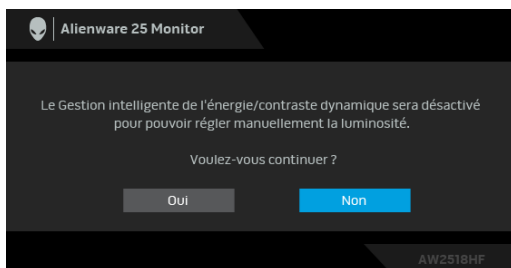 Alienware 25 Monitor
Le Gestion intelligente de l'énergie/contraste dynamique sera désactivé
pour pouvoir régler manuellement la luminosité.
Voulez-vous continuer ?
Oui
Non
AW2518HF